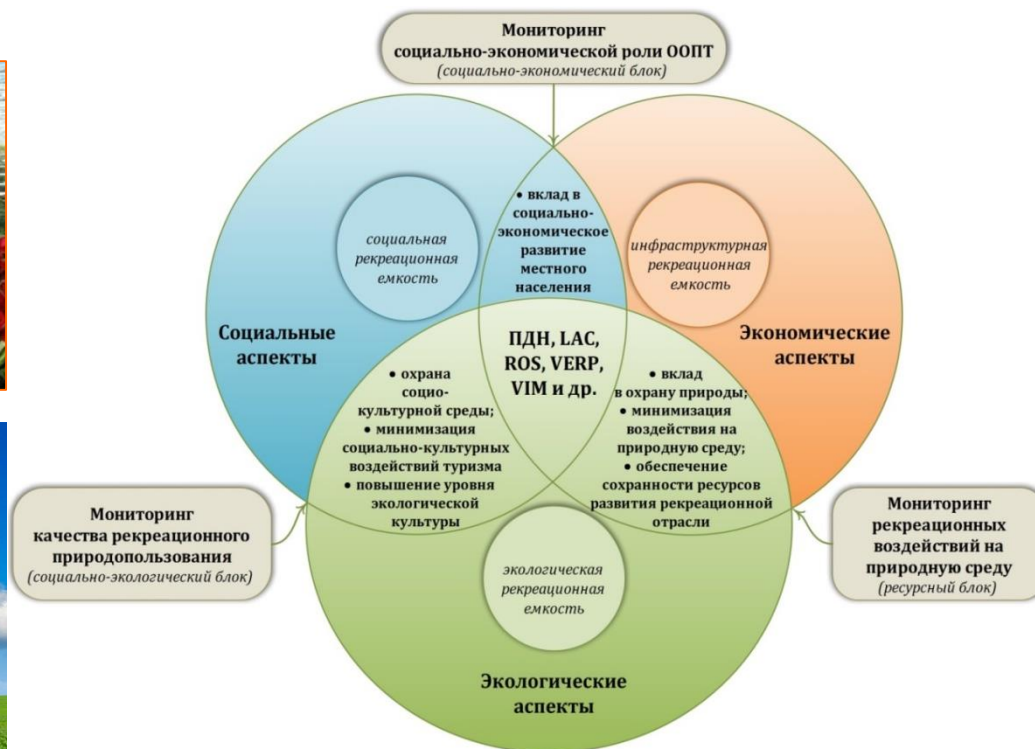 Мониторинг
социально-экономической роли ООПТ
(социально-экономический блок)
• вклад в
социально-
экономическое
развитие
местного
населения
социальная
рекреационная
емкость
инфраструктурная
рекреационная
емкость
Социальные
аспекты
Экономические
аспекты
ПДН, LAC,
ROS, VERP,
VIM и др.
• охрана
социо-
культурной среды;
• минимизация
социально-культурных
воздействий туризма
• повышение уровня
экологической
культуры
• вклад
в охрану природы;
• минимизация
воздействия на
природную среду;
• обеспечение
сохранности ресурсов
развития рекреационной
отрасли
Мониторинг
качества рекреационного
природопользования
(социально-экологический блок)
Мониторинг
рекреационных
воздействий на
природную среду
(ресурсный блок)
экологическая
рекреационная
емкость
Экологические
аспекты